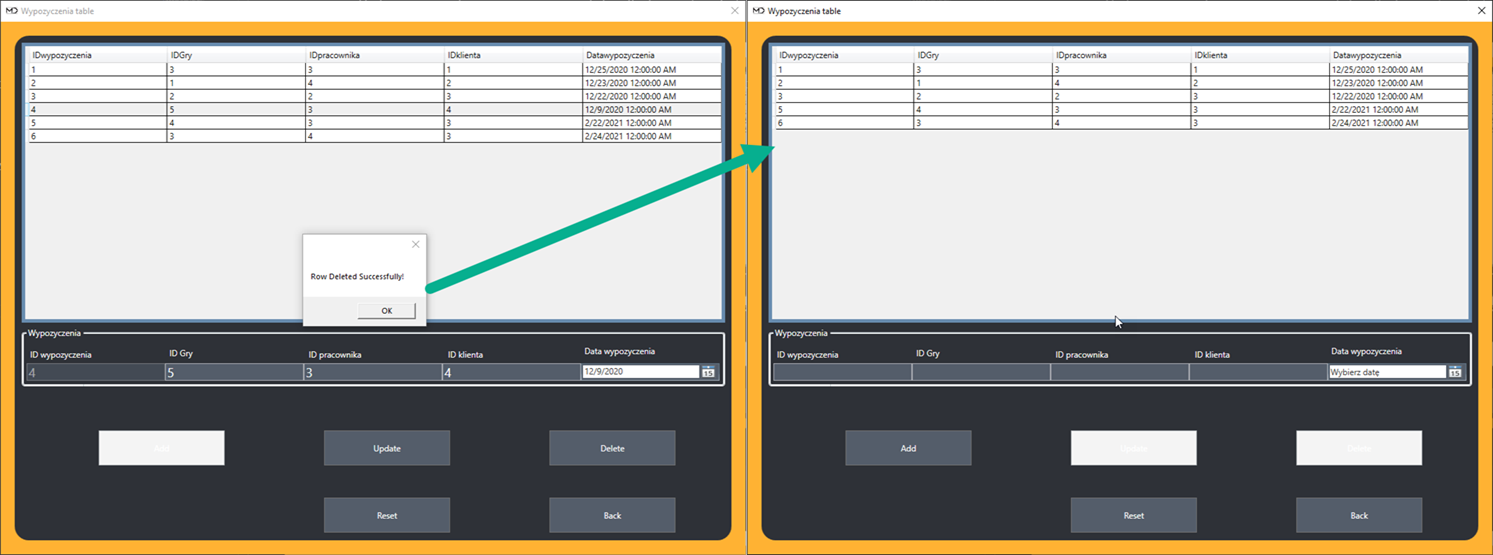 MD Wypozyczenia table
IDwypozyczenia IDGry IDpracownika IDklienta Datawypozyczenia
1 3 3 1 12/25/2020 12:00:00 AM
2 1 4 2 12/23/2020 12:00:00 AM
3 2 2 3 12/22/2020 12:00:00 AM
4 5 3 4 12/9/2020 12:00:00 AM
5 4 3 3 2/22/2021 12:00:00 AM
6 3 4 3 2/24/2021 12:00:00 AM
Row Deleted Successfully!
OK
Wypozyczenia
ID wypozyczenia ID Gry ID pracownika ID klienta Data wypozyczenia
4 5 3 4 12/9/2020 15
Add Update Delete
Reset Back
MD Wypozyczenia table
IDwypozyczenia IDGry IDpracownika IDklienta Datawypozyczenia
1 3 3 1 12/25/2020 12:00:00 AM
2 1 4 2 12/23/2020 12:00:00 AM
3 2 2 3 12/22/2020 12:00:00 AM
5 4 3 3 2/22/2021 12:00:00 AM
6 3 4 3 2/24/2021 12:00:00 AM
Wypozyczenia
ID wypozyczenia ID Gry ID pracownika ID klienta Data wypozyczenia
Wybierz datę 15
Add Update Delete
Reset Back